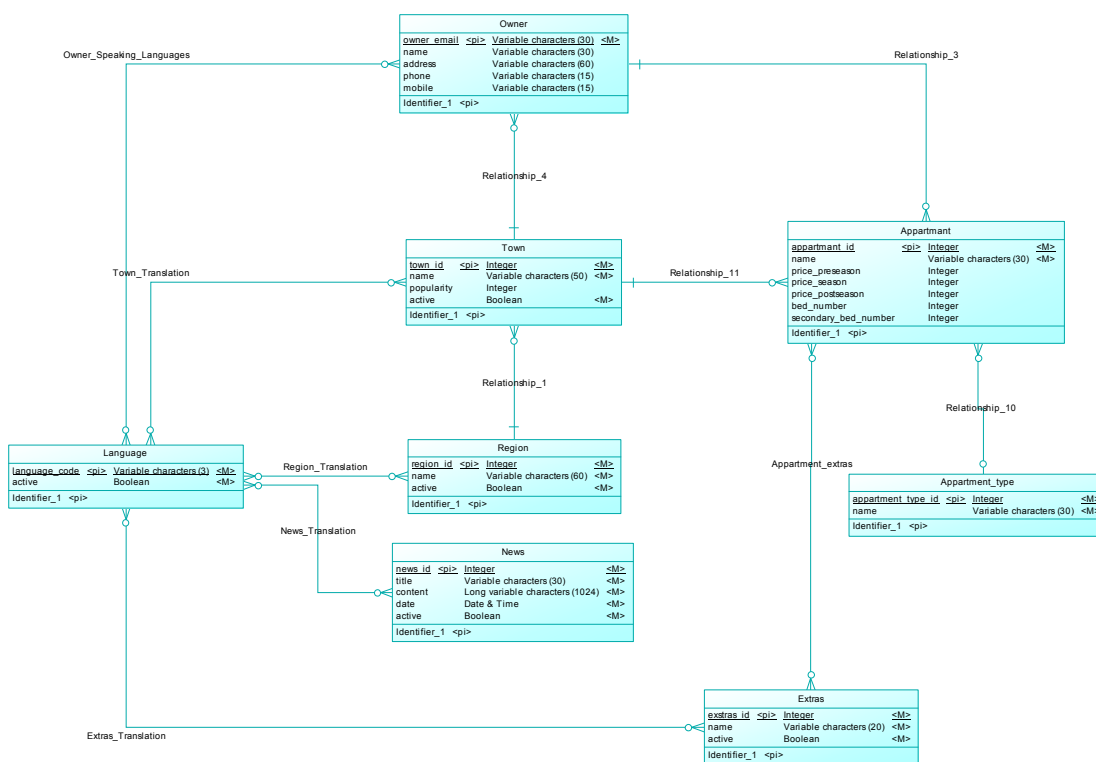 Owner
owner_email <pi> Variable characters (30) <M>
name Variable characters (30)
address Variable characters (60)
phone Variable characters (15)
mobile Variable characters (15)
Identifier_1 <pi>
Owner_Speaking_Languages
Relationship_3
Relationship_4
Appartmant
appartmant_id <pi> Integer <M>
name Variable characters (30) <M>
price_preseason Integer
price_season Integer
price_postseason Integer
bed_number Integer
secondary_bed_number Integer
Identifier_1 <pi>
Town
town_id <pi> Integer <M>
name Variable characters (50) <M>
popularity Integer
active Boolean <M>
Identifier_1 <pi>
Town_Translation
Relationship_11
Relationship_1
Relationship_10
Language
language_code <pi> Variable characters (3) <M>
active Boolean <M>
Identifier_1 <pi>
Region_Translation
Region
region_id <pi> Integer <M>
name Variable characters (60) <M>
active Boolean <M>
Identifier_1 <pi>
Appartment_extras
Appartment_type
appartment_type_id <pi> Integer <M>
name Variable characters (30) <M>
Identifier_1 <pi>
News_Translation
News
news_id <pi> Integer <M>
title Variable characters (30) <M>
content Long variable characters (1024) <M>
date Date & Time <M>
active Boolean <M>
Identifier_1 <pi>
Extras
exstras_id <pi> Integer <M>
name Variable characters (20) <M>
active Boolean <M>
Identifier_1 <pi>
Extras_Translation